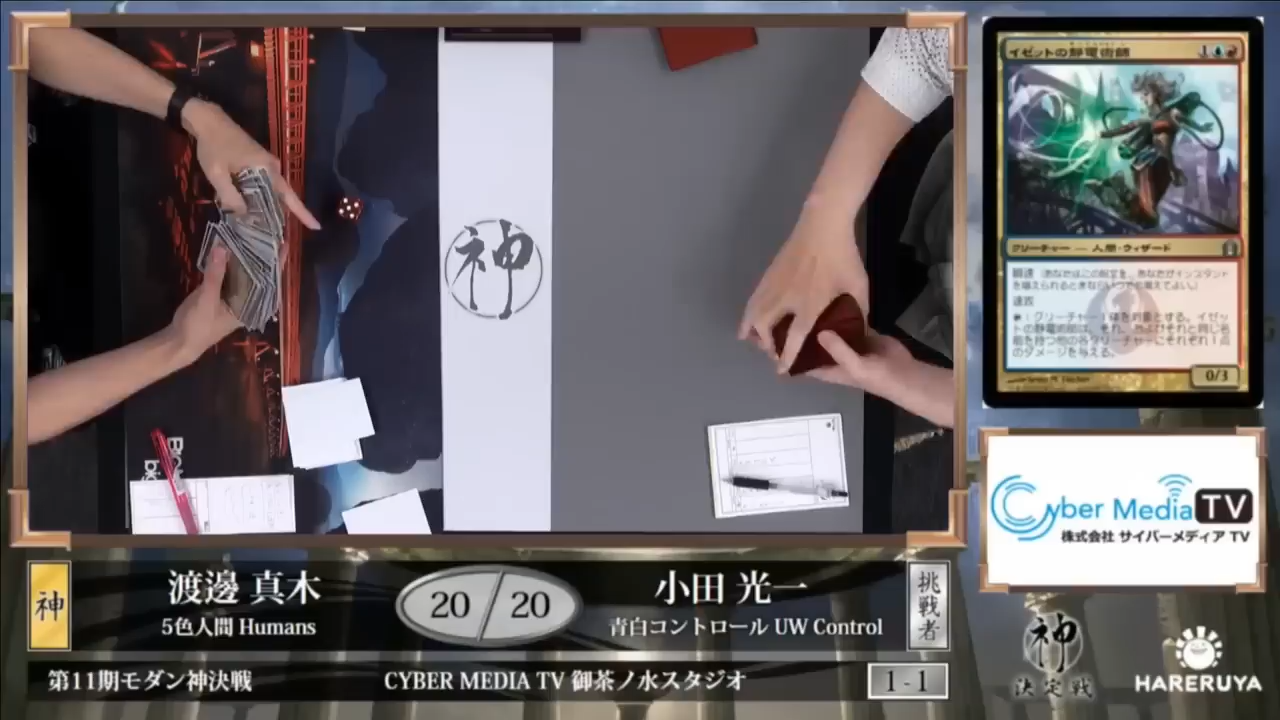 イゼットの静電術師
クリーチャー — 人間・ウィザード
瞬速
速攻
0/3
神
Cyber Media TV
株式会社 サイバーメディア TV
神
渡邊 真木
5色人間 Humans
20 / 20
小田 光一
青白コントロール UW Control
挑戦者
第11期モダン神決戦
CYBER MEDIA TV 御茶ノ水スタジオ
1 - 1
神
決定戦
HARERUYA